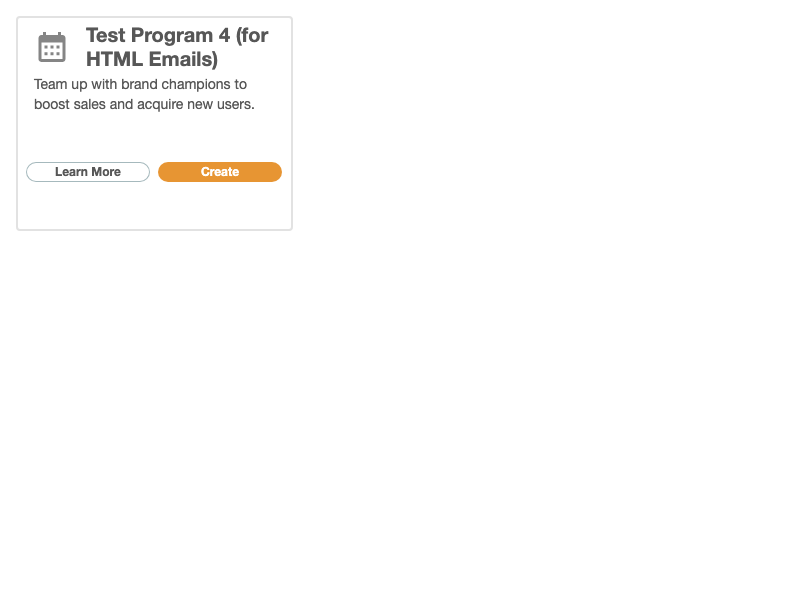 Test Program 4 (for
HTML Emails)
Team up with brand champions to
boost sales and acquire new users.
Learn More
Create